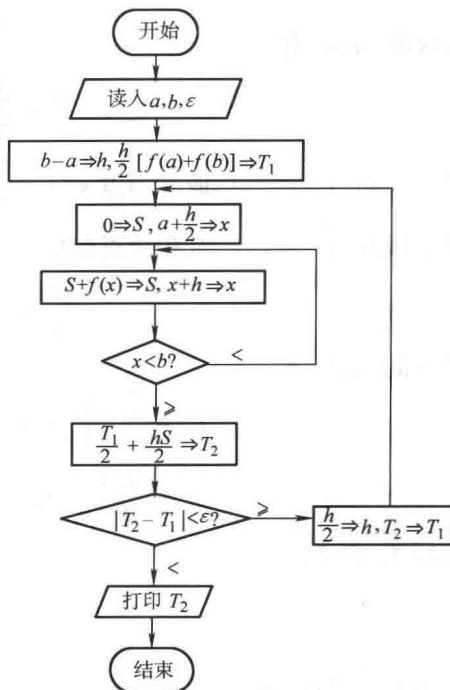 开始
读入 a, b, ε
b−a⇒h, h/2 [f(a)+f(b)]⇒T₁
0⇒S, a+h/2⇒x
S+f(x)⇒S, x+h⇒x
x<b? <
⩾
T₁/2 + hS/2 ⇒T₂
|T₂−T₁|<ε? ⩾
h/2⇒h, T₂⇒T₁
<
打印 T₂
结束